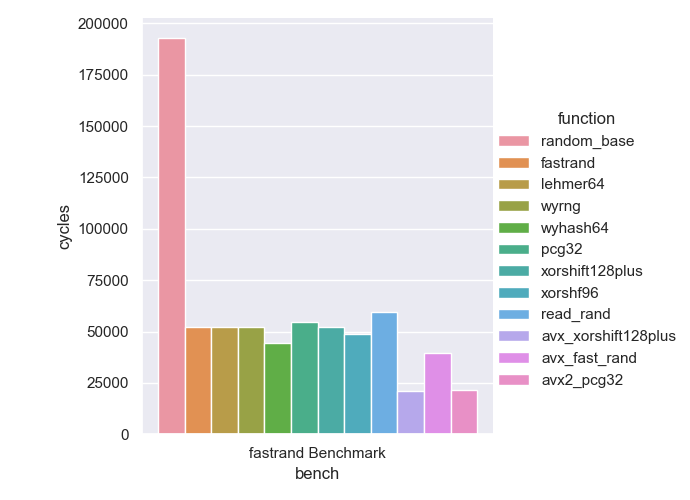 200000
175000
150000
125000
100000
75000
50000
25000
0
cycles
fastrand Benchmark
bench
function
random_base
fastrand
lehmer64
wyrng
wyhash64
pcg32
xorshift128plus
xorshf96
read_rand
avx_xorshift128plus
avx_fast_rand
avx2_pcg32